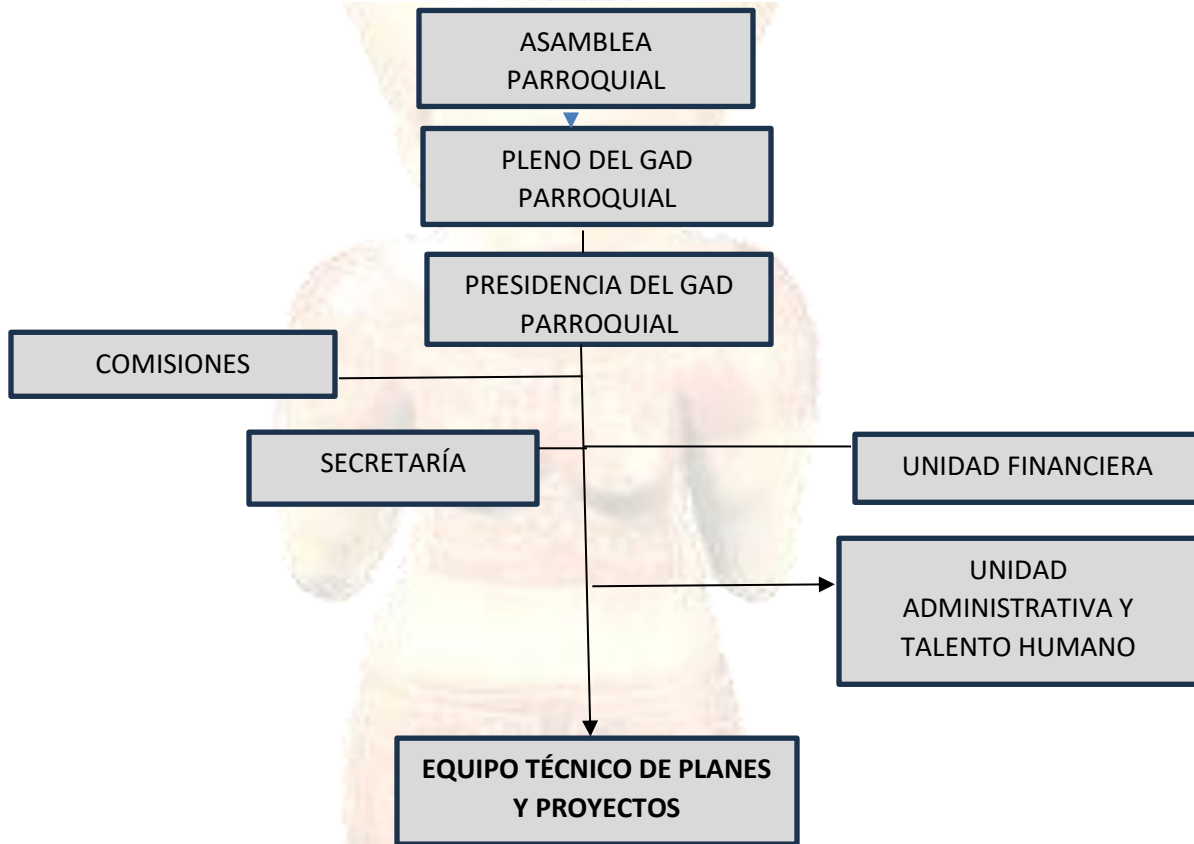 ASAMBLEA
PARROQUIAL
PLENO DEL GAD
PARROQUIAL
PRESIDENCIA DEL GAD
PARROQUIAL
COMISIONES
SECRETARÍA
UNIDAD FINANCIERA
UNIDAD
ADMINISTRATIVA Y
TALENTO HUMANO
EQUIPO TÉCNICO DE PLANES
Y PROYECTOS